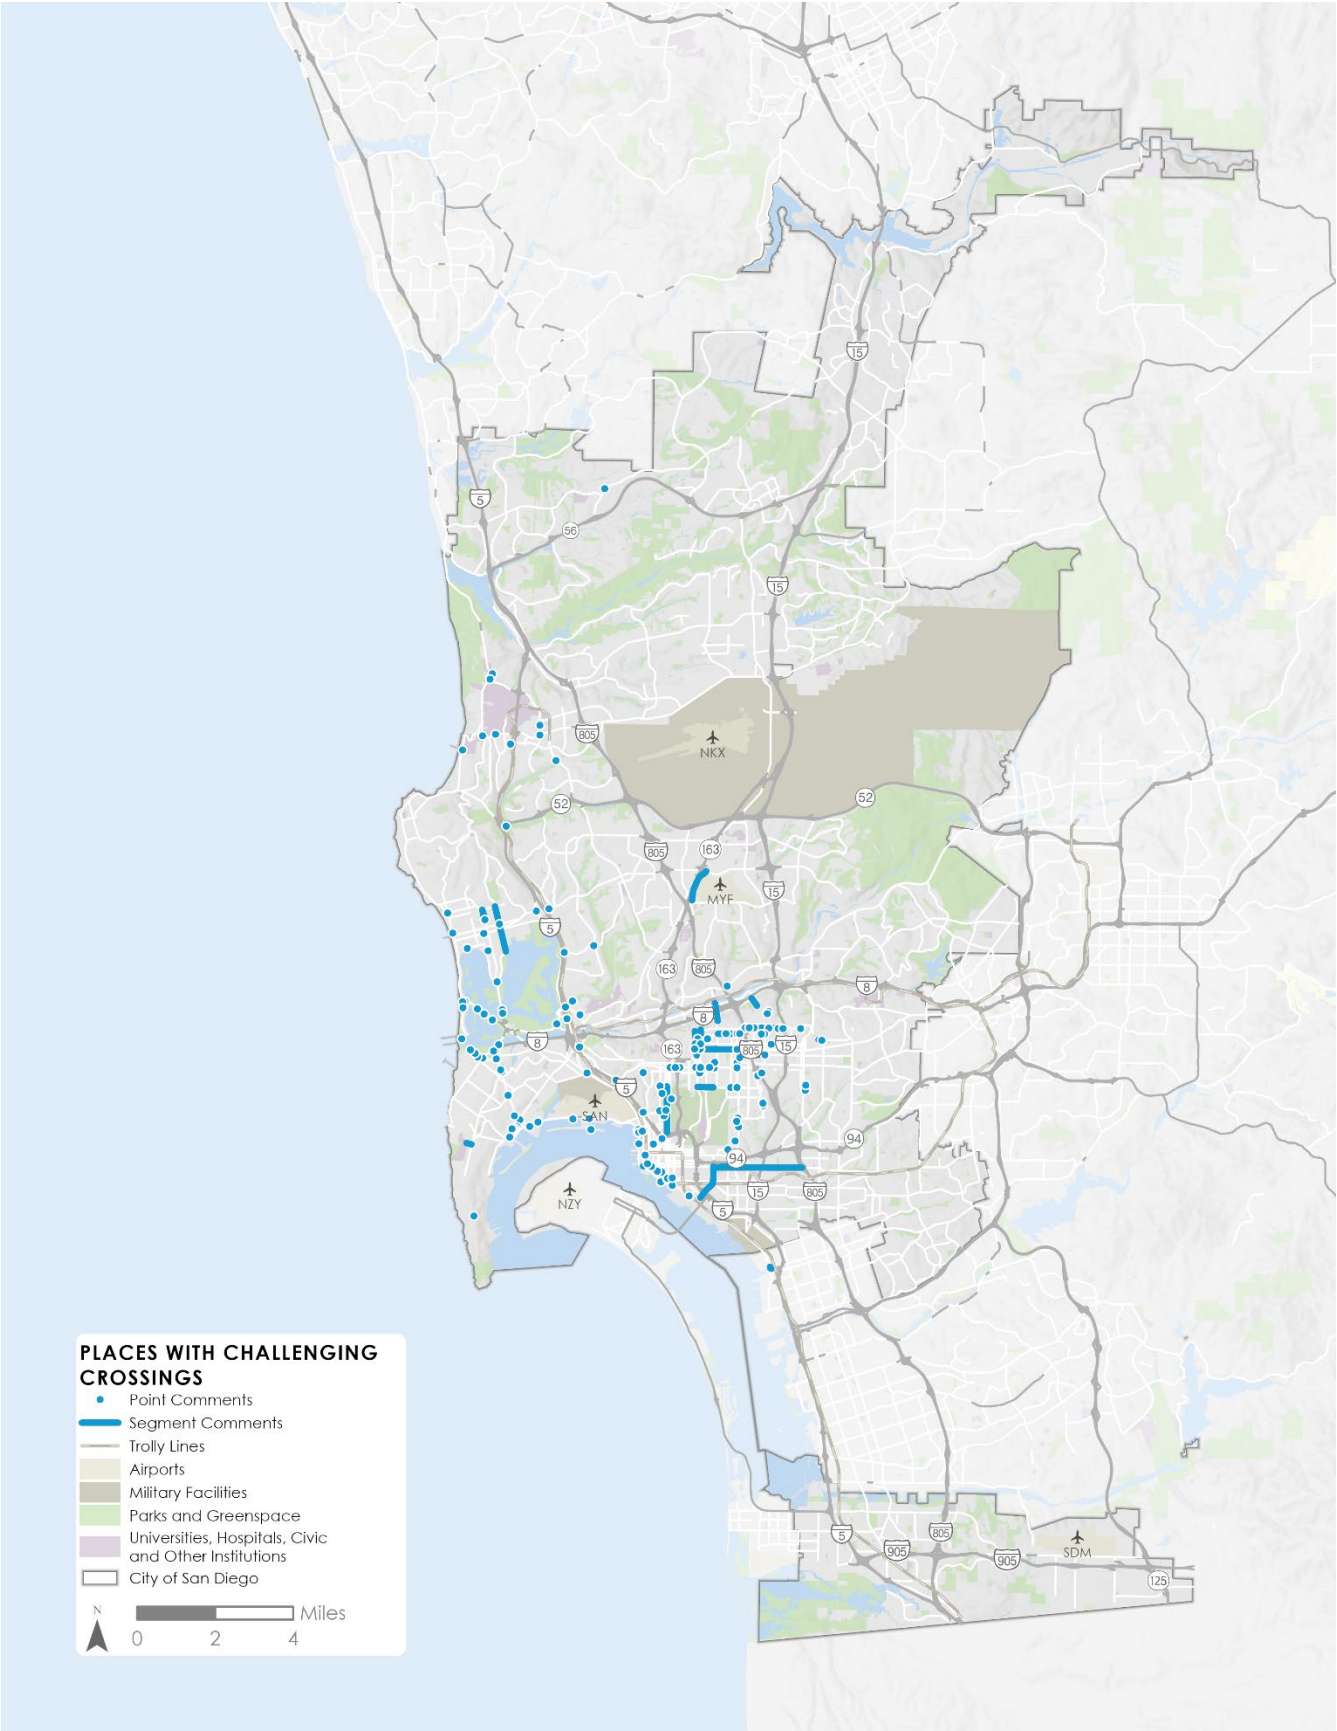 15
5
56
15
805
NKX
52
52
805
163
MYF
15
5
163
805
8
8
8
163
805
15
5
SAN
94
94
15
805
NZY
5
PLACES WITH CHALLENGING
CROSSINGS
Point Comments
Segment Comments
Trolly Lines
Airports
Military Facilities
Parks and Greenspace
Universities, Hospitals, Civic
and Other Institutions
City of San Diego
N
Miles
0 2 4
5
805
905
905
SDM
125